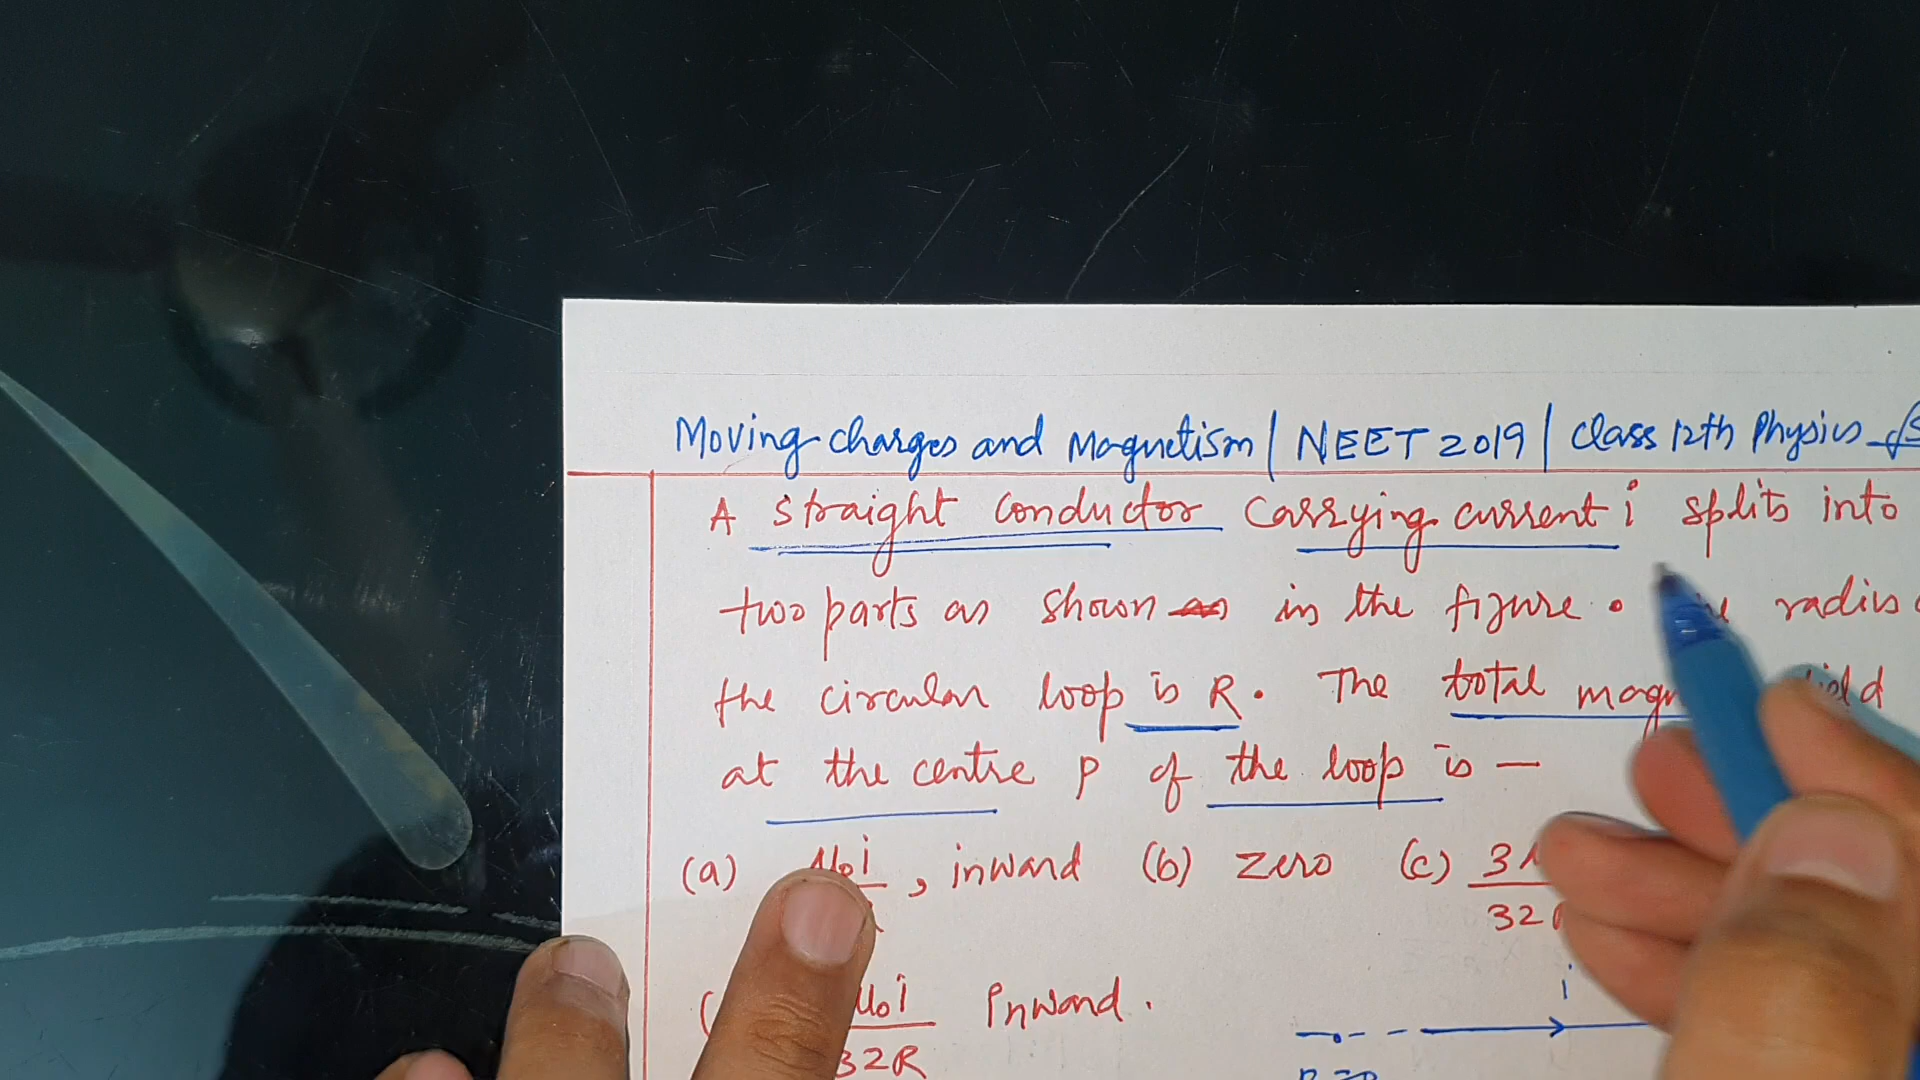 Moving charges and Magnetism | NEET 2019 | Class 12th Physics
A straight conductor carrying current i splits into
two parts as shown in the figure. radius
the circular loop is R. The total
at the centre P of the loop is —
(a) μ₀i , inward (b) zero (c) 3
32
μ₀i Inward.
32R
i